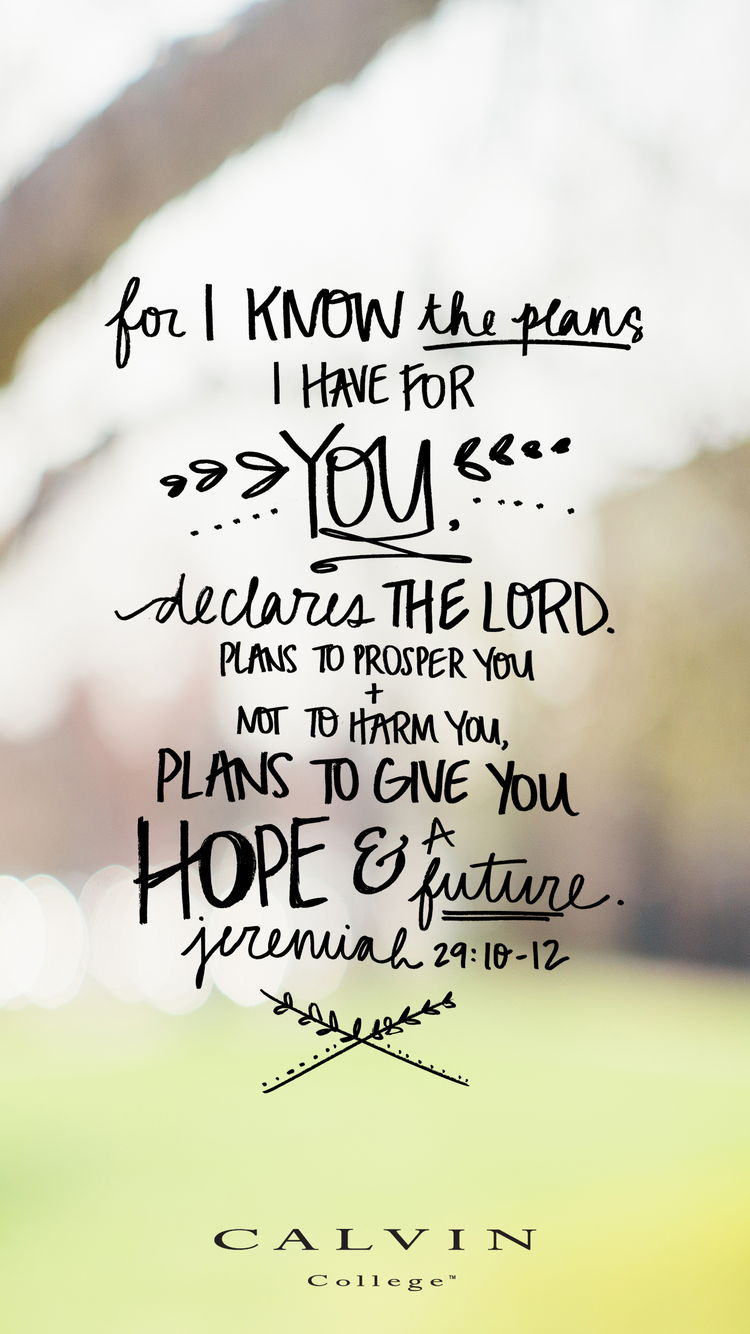 for I KNOW the plans
I HAVE FOR
YOU,
declares THE LORD.
PLANS TO PROSPER YOU
+
NOT TO HARM YOU,
PLANS TO GIVE YOU
HOPE & A future.
jeremiah 29:10-12
CALVIN
College™